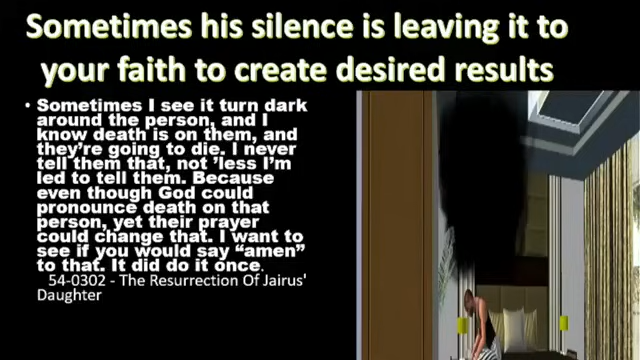 Sometimes his silence is leaving it to
your faith to create desired results
• Sometimes I see it turn dark
around the person, and I
know death is on them, and
they're going to die. I never
tell them that, not 'less I'm
led to tell them. Because
even though God could
pronounce death on that
person, yet their prayer
could change that. I want to
see if you would say “amen”
to that. It did do it once.
54-0302 - The Resurrection Of Jairus'
Daughter